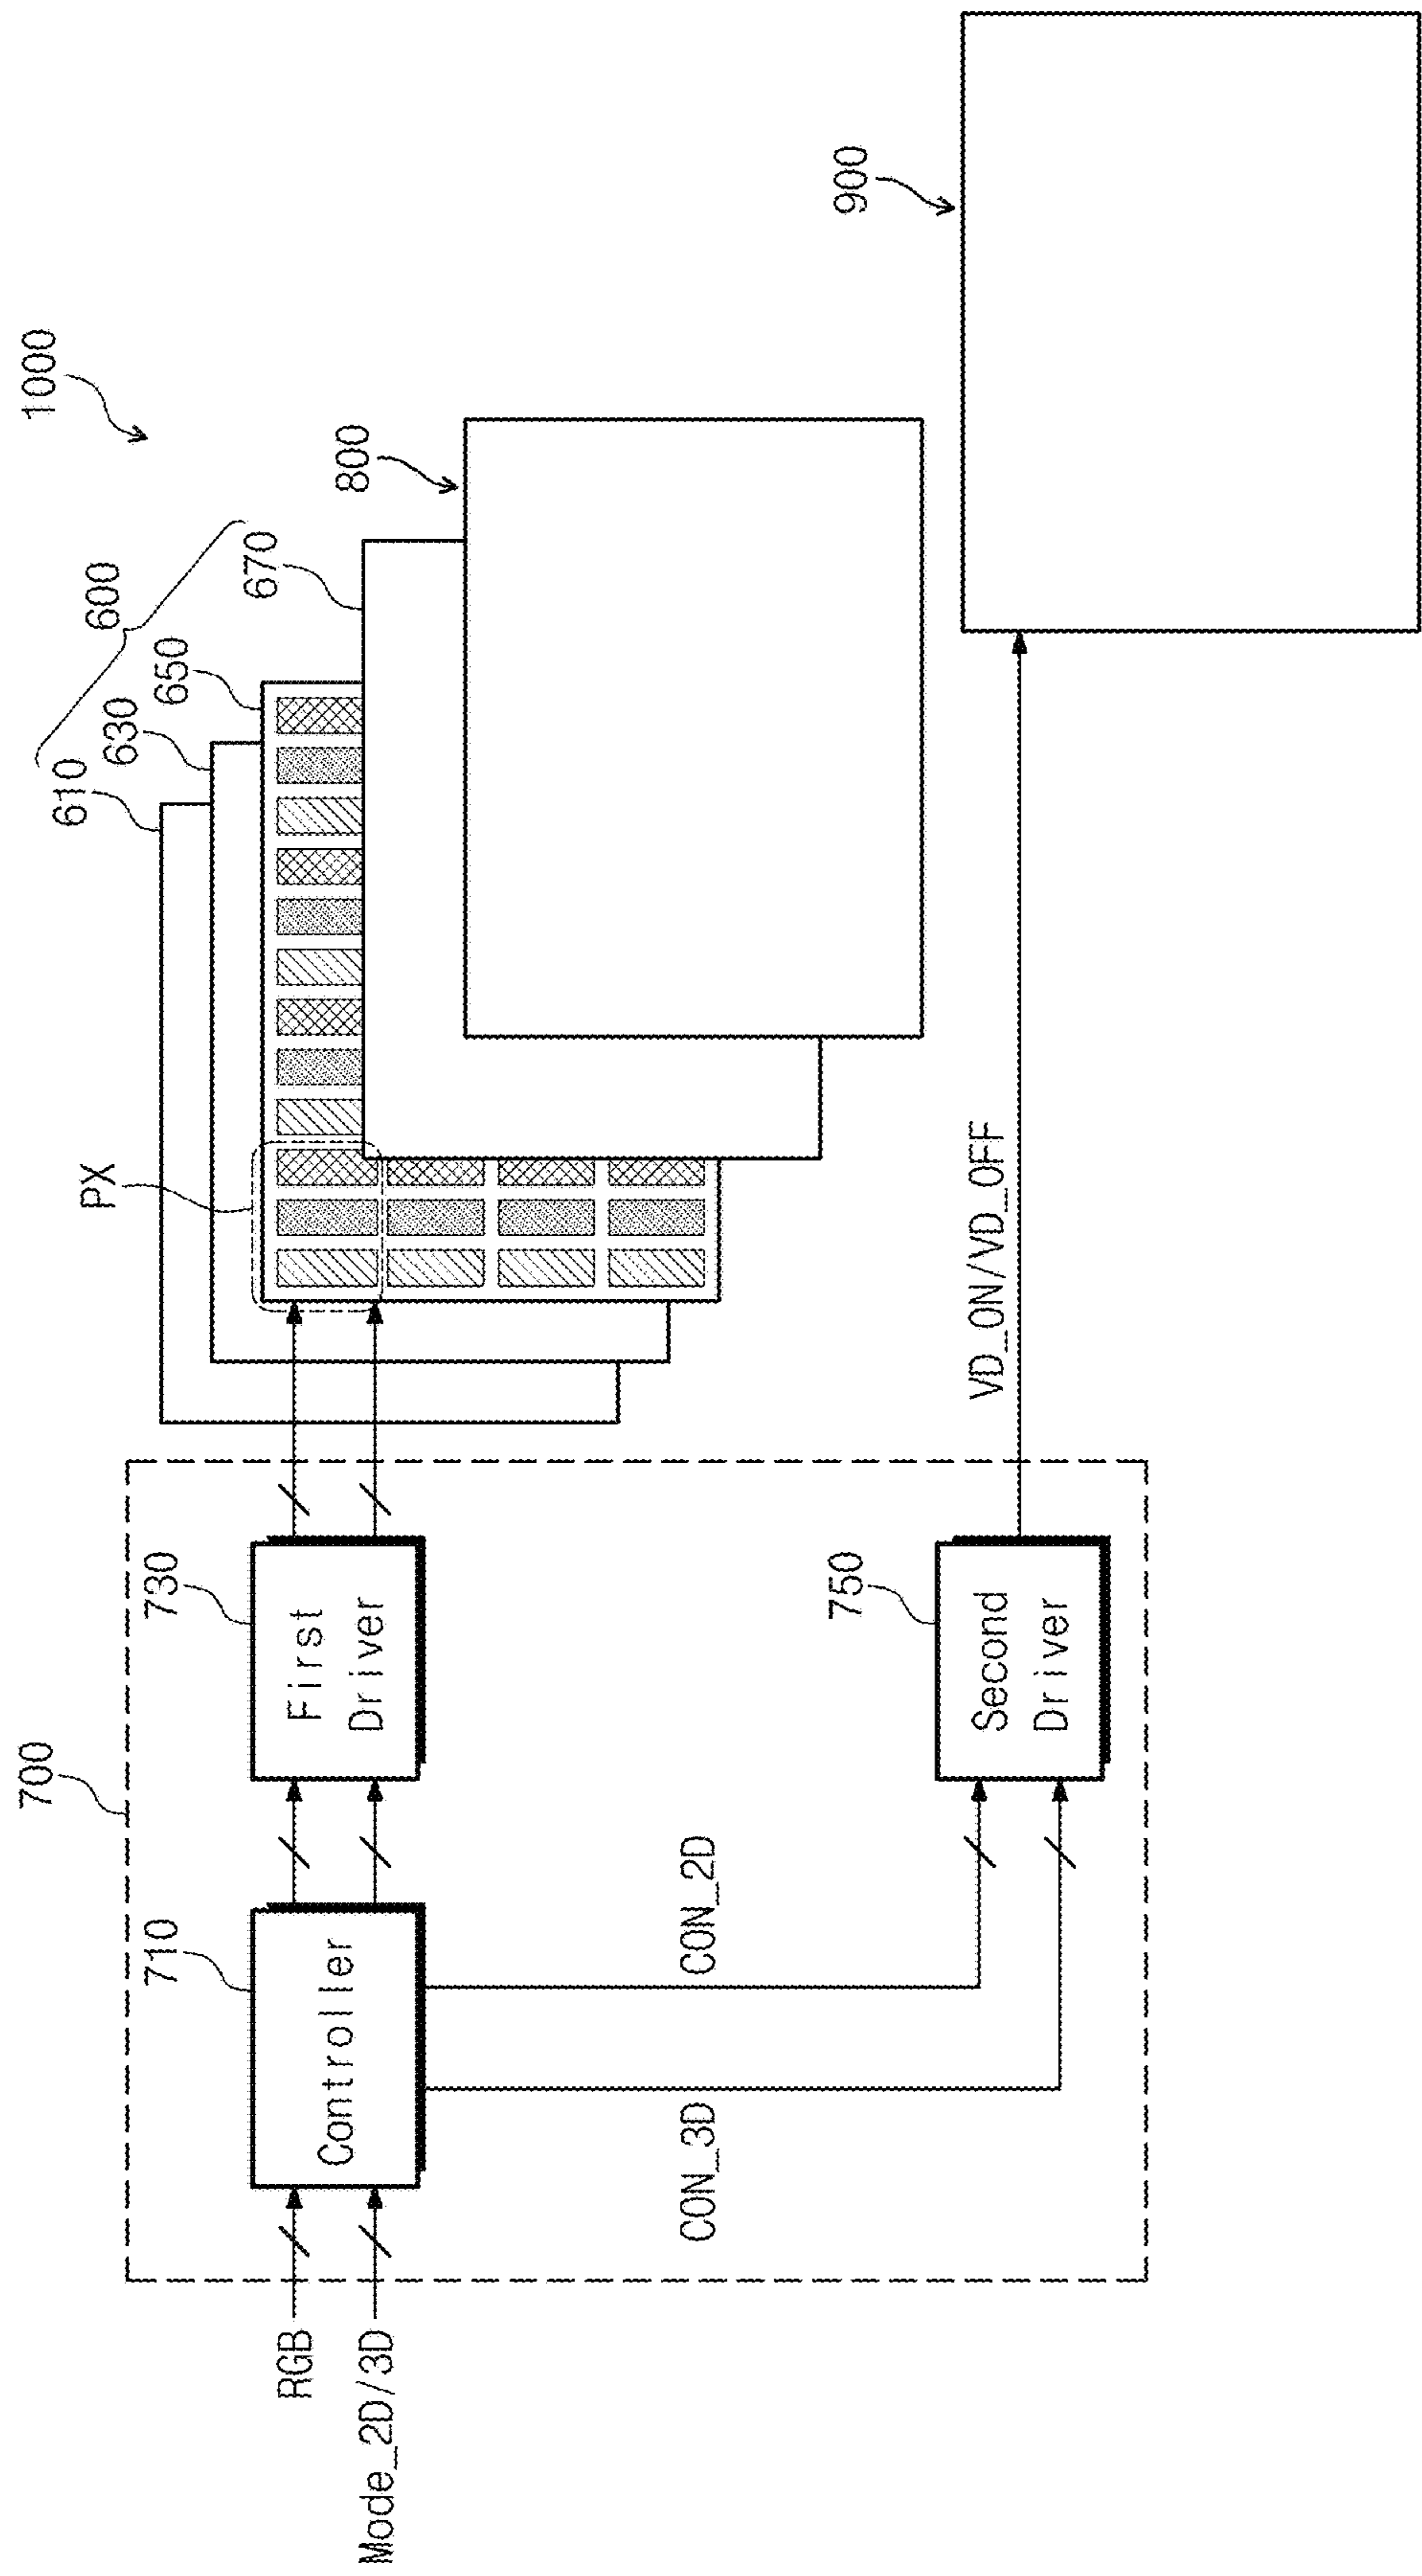 1000
600
610
630
650
670
800
900
PX
700
710
730
750
RGB
Mode_2D/3D
Controller
First
Driver
CON_3D
CON_2D
Second
Driver
VD_ON/VD_OFF